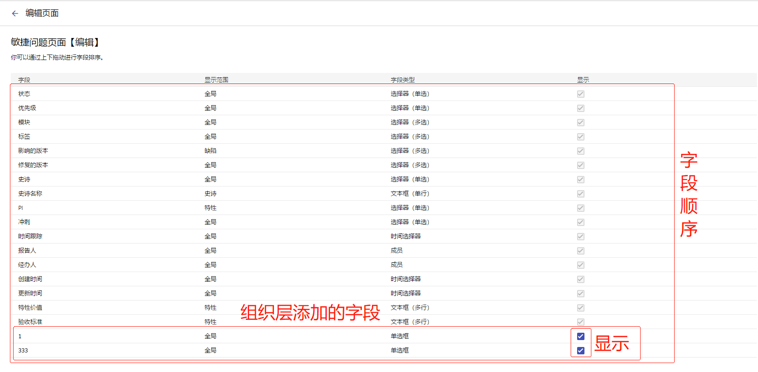 ← 编辑页面
敏捷问题页面【编辑】
你可以通过上下拖动进行字段排序。
字段 显示范围 字段类型 显示
状态 全局 选择器（单选）
优先级 全局 选择器（单选）
模块 全局 选择器（多选）
标签 全局 选择器（多选）
影响的版本 缺陷 选择器（多选）
修复的版本 全局 选择器（多选）
史诗 全局 选择器（单选）
史诗名称 史诗 文本框（单行）
Pi 特性 选择器（单选）
冲刺 全局 选择器（单选）
时间跟踪 全局 时间选择器
报告人 全局 成员
经办人 全局 成员
创建时间 全局 时间选择器
更新时间 全局 时间选择器
特性价值 特性 文本框（多行）
验收标准 特性 文本框（多行）
1 全局 单选框
333 全局 单选框
组织层添加的字段
显示
字段顺序